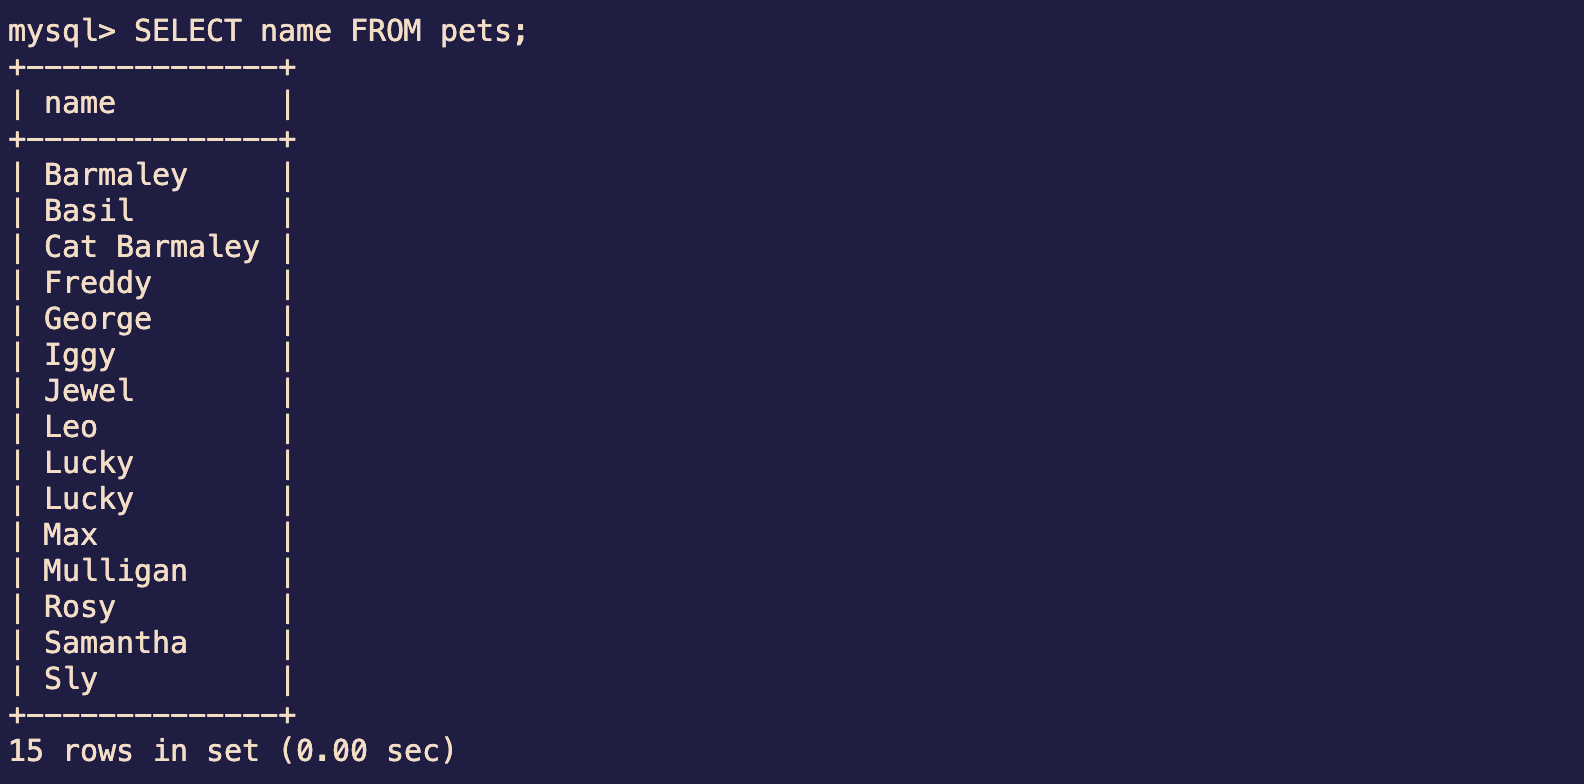 mysql> SELECT name FROM pets;
+--------------+
| name         |
+--------------+
| Barmaley     |
| Basil        |
| Cat Barmaley |
| Freddy       |
| George       |
| Iggy         |
| Jewel        |
| Leo          |
| Lucky        |
| Lucky        |
| Max          |
| Mulligan     |
| Rosy         |
| Samantha     |
| Sly          |
+--------------+
15 rows in set (0.00 sec)